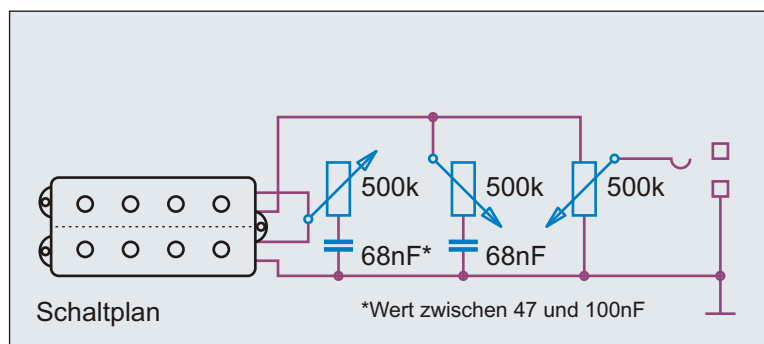 500k 500k 500k
68nF* 68nF
Schaltplan
*Wert zwischen 47 und 100nF